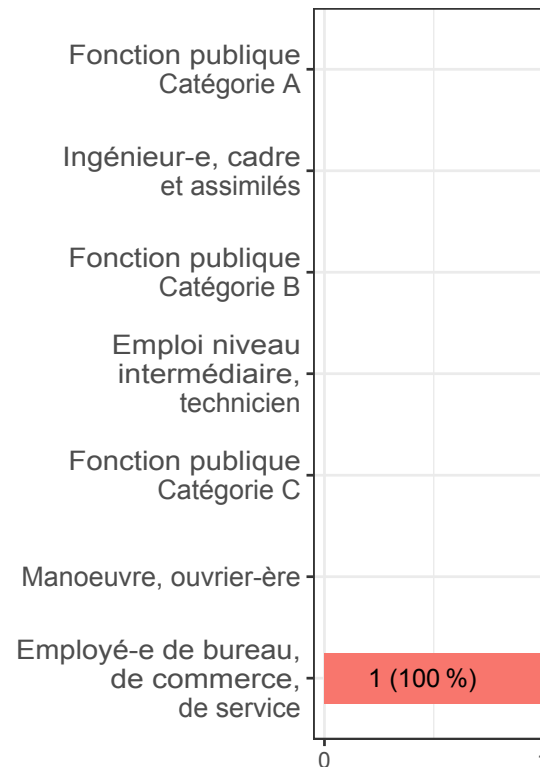 Fonction publique
Catégorie A
Ingénieur-e, cadre
et assimilés
Fonction publique
Catégorie B
Emploi niveau
intermédiaire,
technicien
Fonction publique
Catégorie C
Manoeuvre, ouvrier-ère
Employé-e de bureau,
de commerce,
de service
1 (100 %)
0